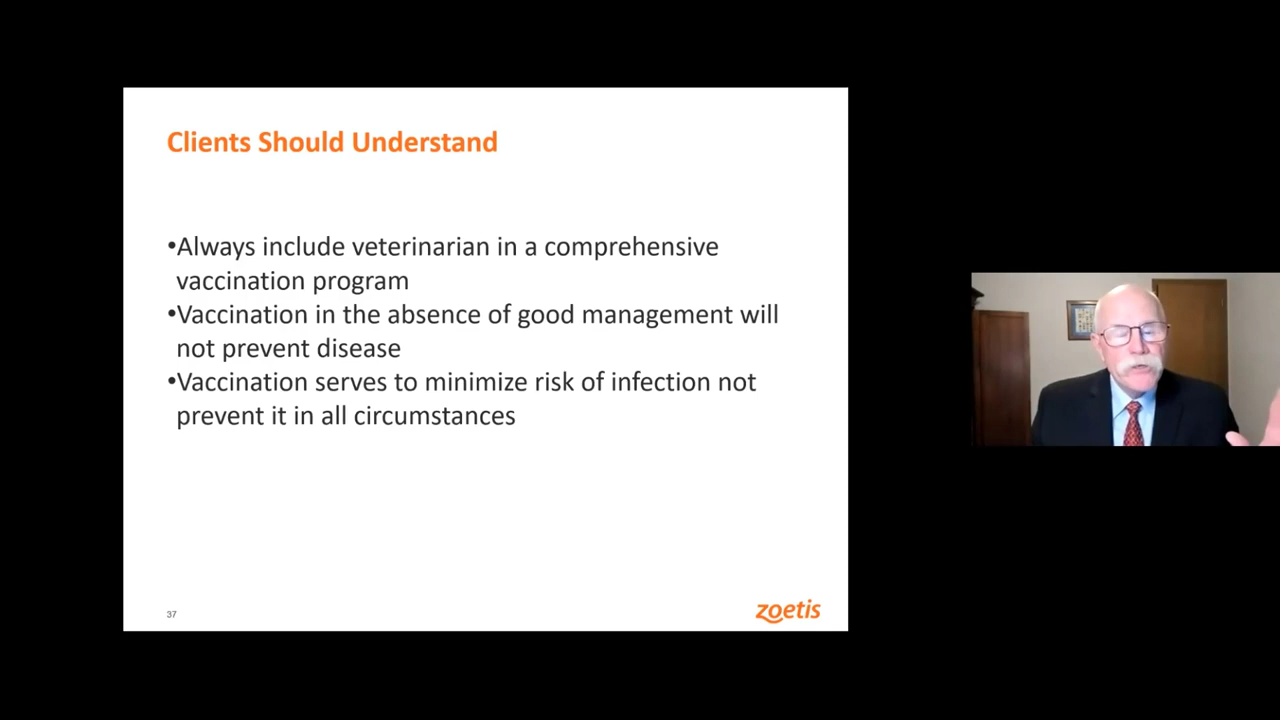 Clients Should Understand
•Always include veterinarian in a comprehensive
vaccination program
•Vaccination in the absence of good management will
not prevent disease
•Vaccination serves to minimize risk of infection not
prevent it in all circumstances
37
zoetis